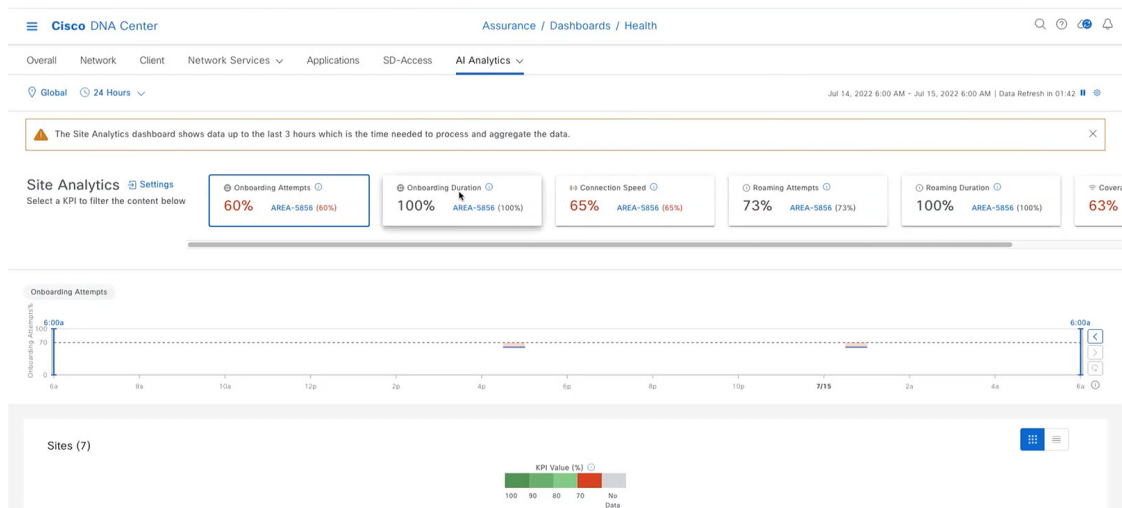 Cisco DNA Center
Assurance / Dashboards / Health
Overall Network Client Network Services Applications SD-Access AI Analytics
Global 24 Hours
Jul 14, 2022 6:00 AM - Jul 15, 2022 6:00 AM | Data Refresh in 01:42
The Site Analytics dashboard shows data up to the last 3 hours which is the time needed to process and aggregate the data.
Site Analytics Settings
Select a KPI to filter the content below
Onboarding Attempts
60% AREA-5856 (60%)
Onboarding Duration
100% AREA-5856 (100%)
Connection Speed
65% AREA-5856 (65%)
Roaming Attempts
73% AREA-5856 (73%)
Roaming Duration
100% AREA-5856 (100%)
Covera
63%
Onboarding Attempts
Onboarding Attempts%
6:00a 6:00a
100
70
0
6a 8a 10a 12p 2p 4p 6p 8p 10p 7/15 2a 4a 6a
Sites (7)
KPI Value (%)
100 90 80 70 No
Data